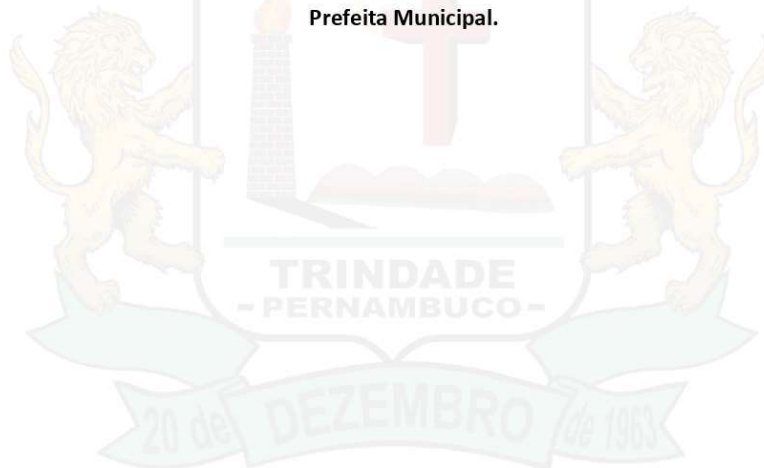 Prefeita Municipal.
TRINDADE
- PERNAMBUCO -
20 de DEZEMBRO de 1963